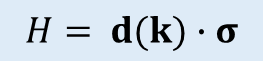 H = d(k) · σ